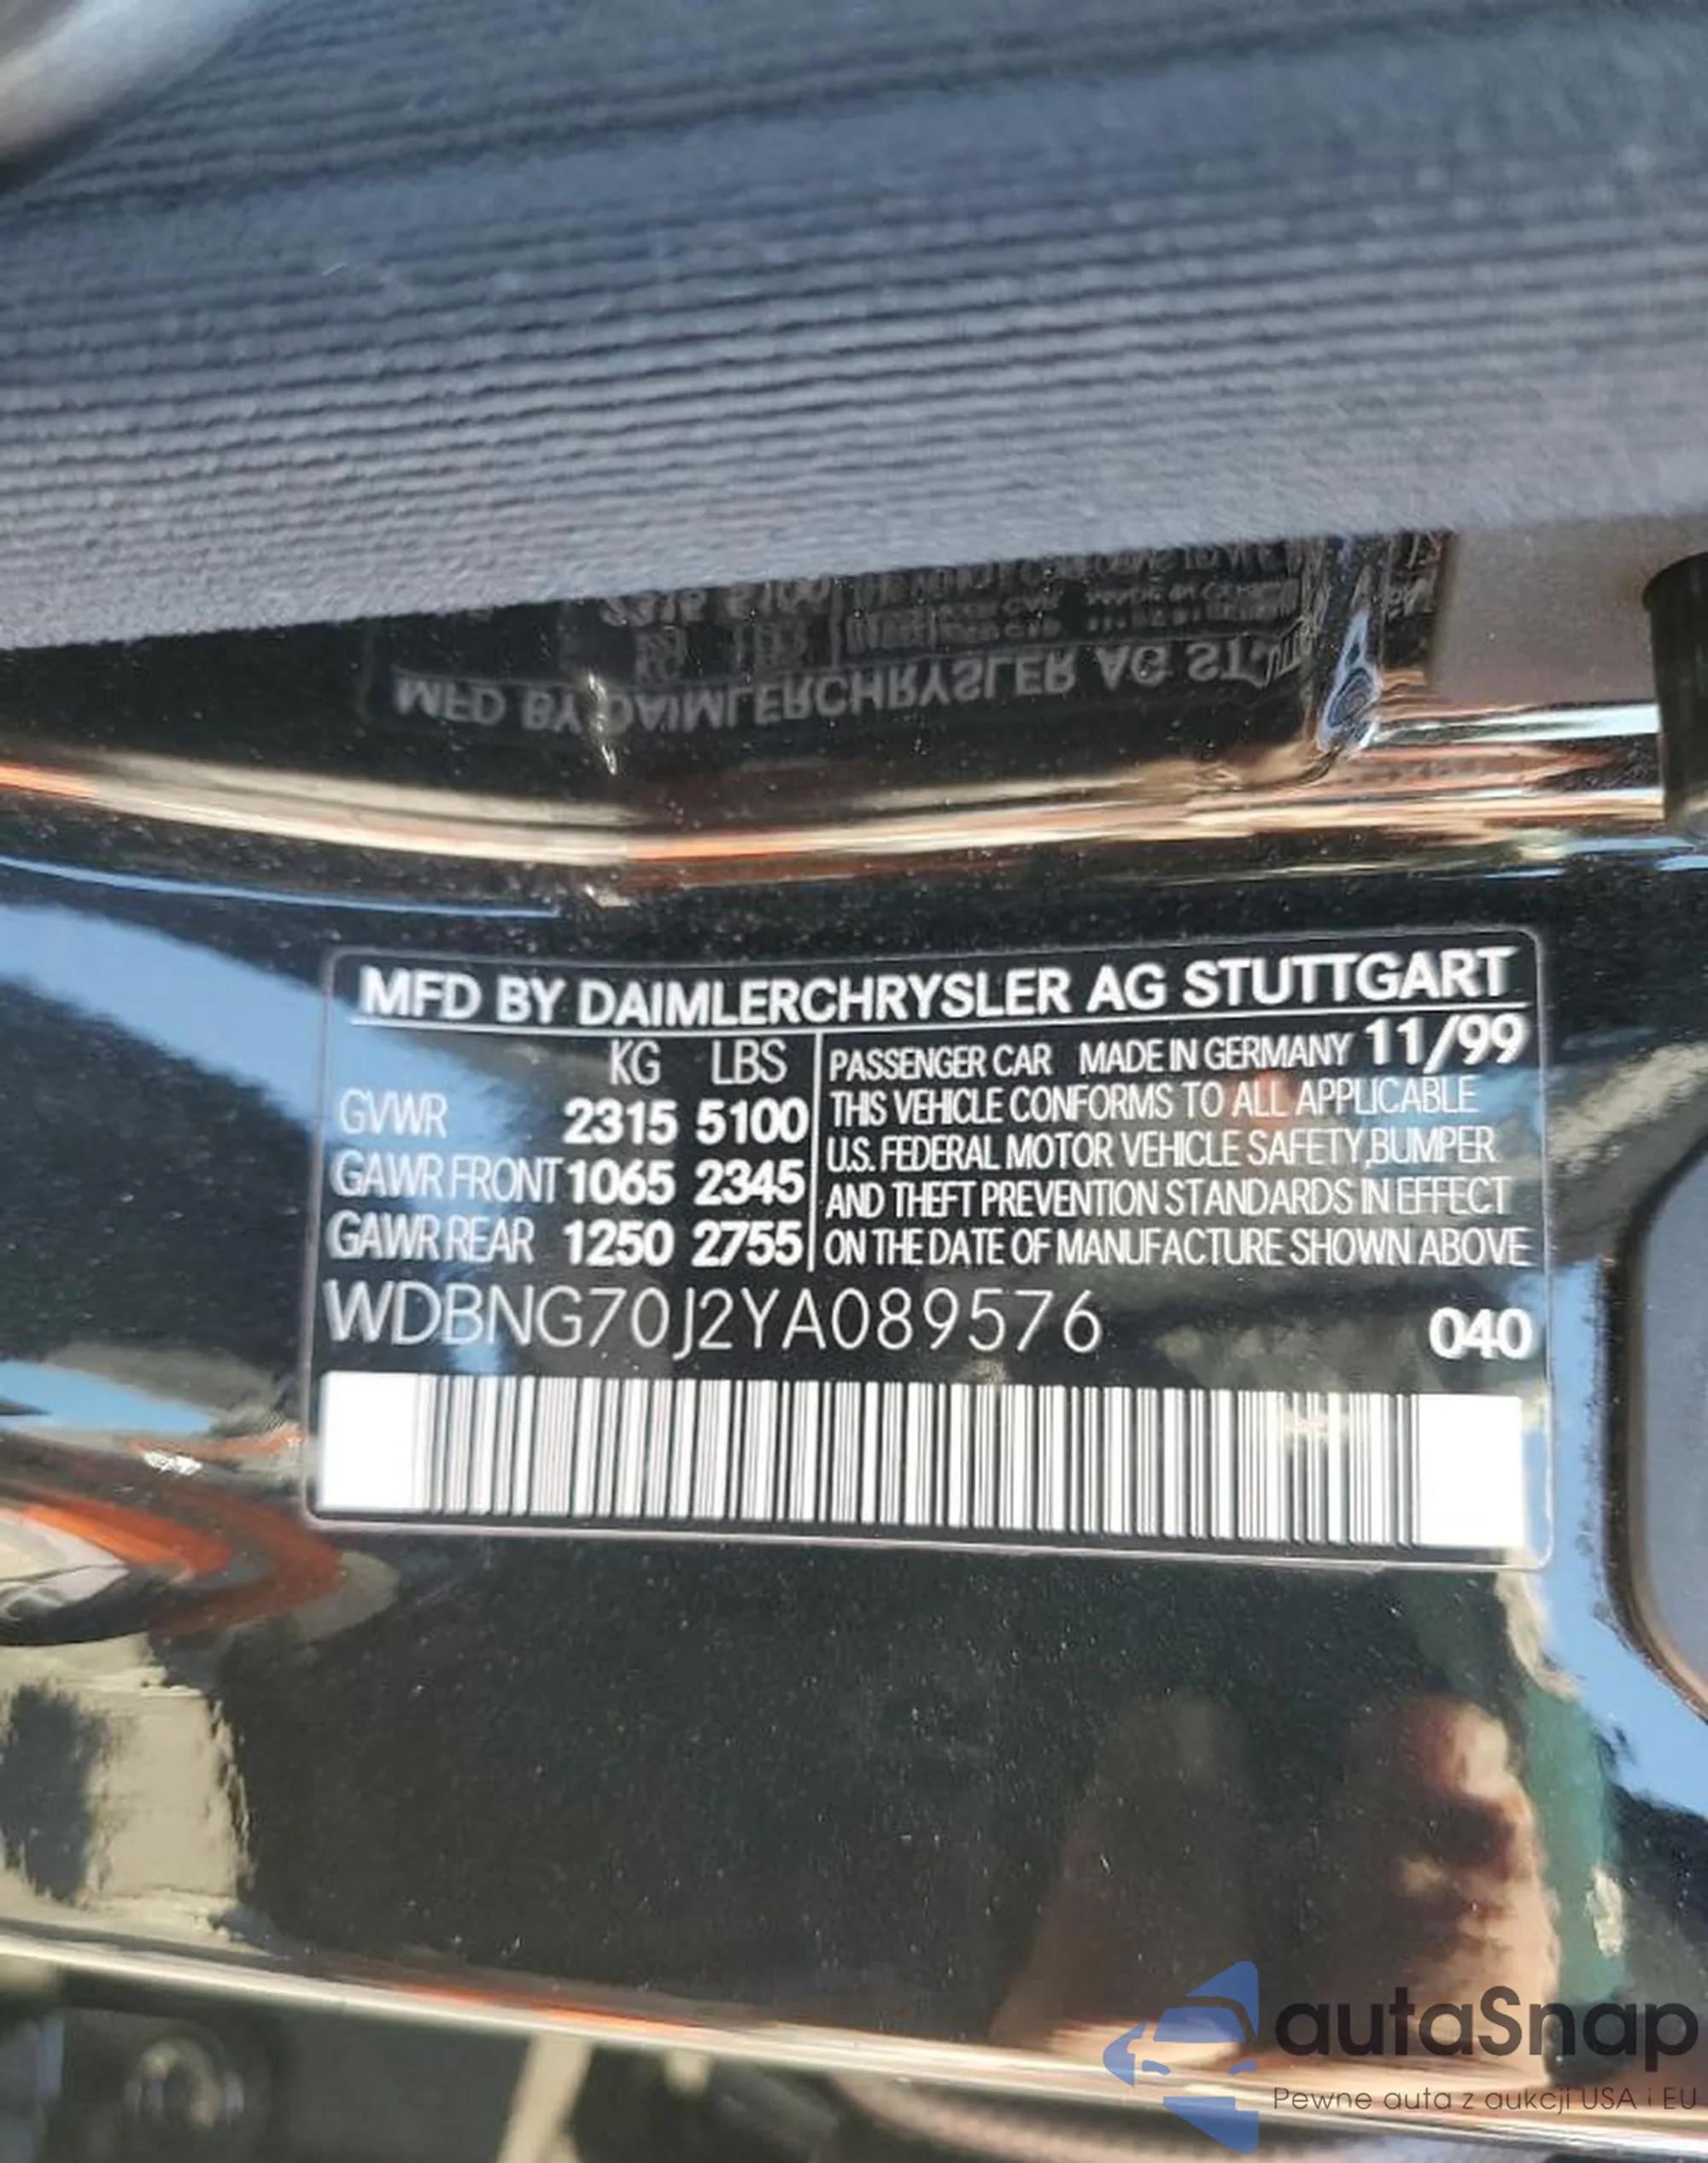 MFD BY DAIMLERCHRYSLER AG
MFD BY DAIMLERCHRYSLER AG STUTTGART
KG LBS
GVWR 2315 5100
GAWR FRONT 1065 2345
GAWR REAR 1250 2755
PASSENGER CAR MADE IN GERMANY 11/99
THIS VEHICLE CONFORMS TO ALL APPLICABLE
U.S. FEDERAL MOTOR VEHICLE SAFETY,BUMPER
AND THEFT PREVENTION STANDARDS IN EFFECT
ON THE DATE OF MANUFACTURE SHOWN ABOVE
WDBNG70J2YA089576 040
autaSnap
Pewne auta z aukcji USA i EU